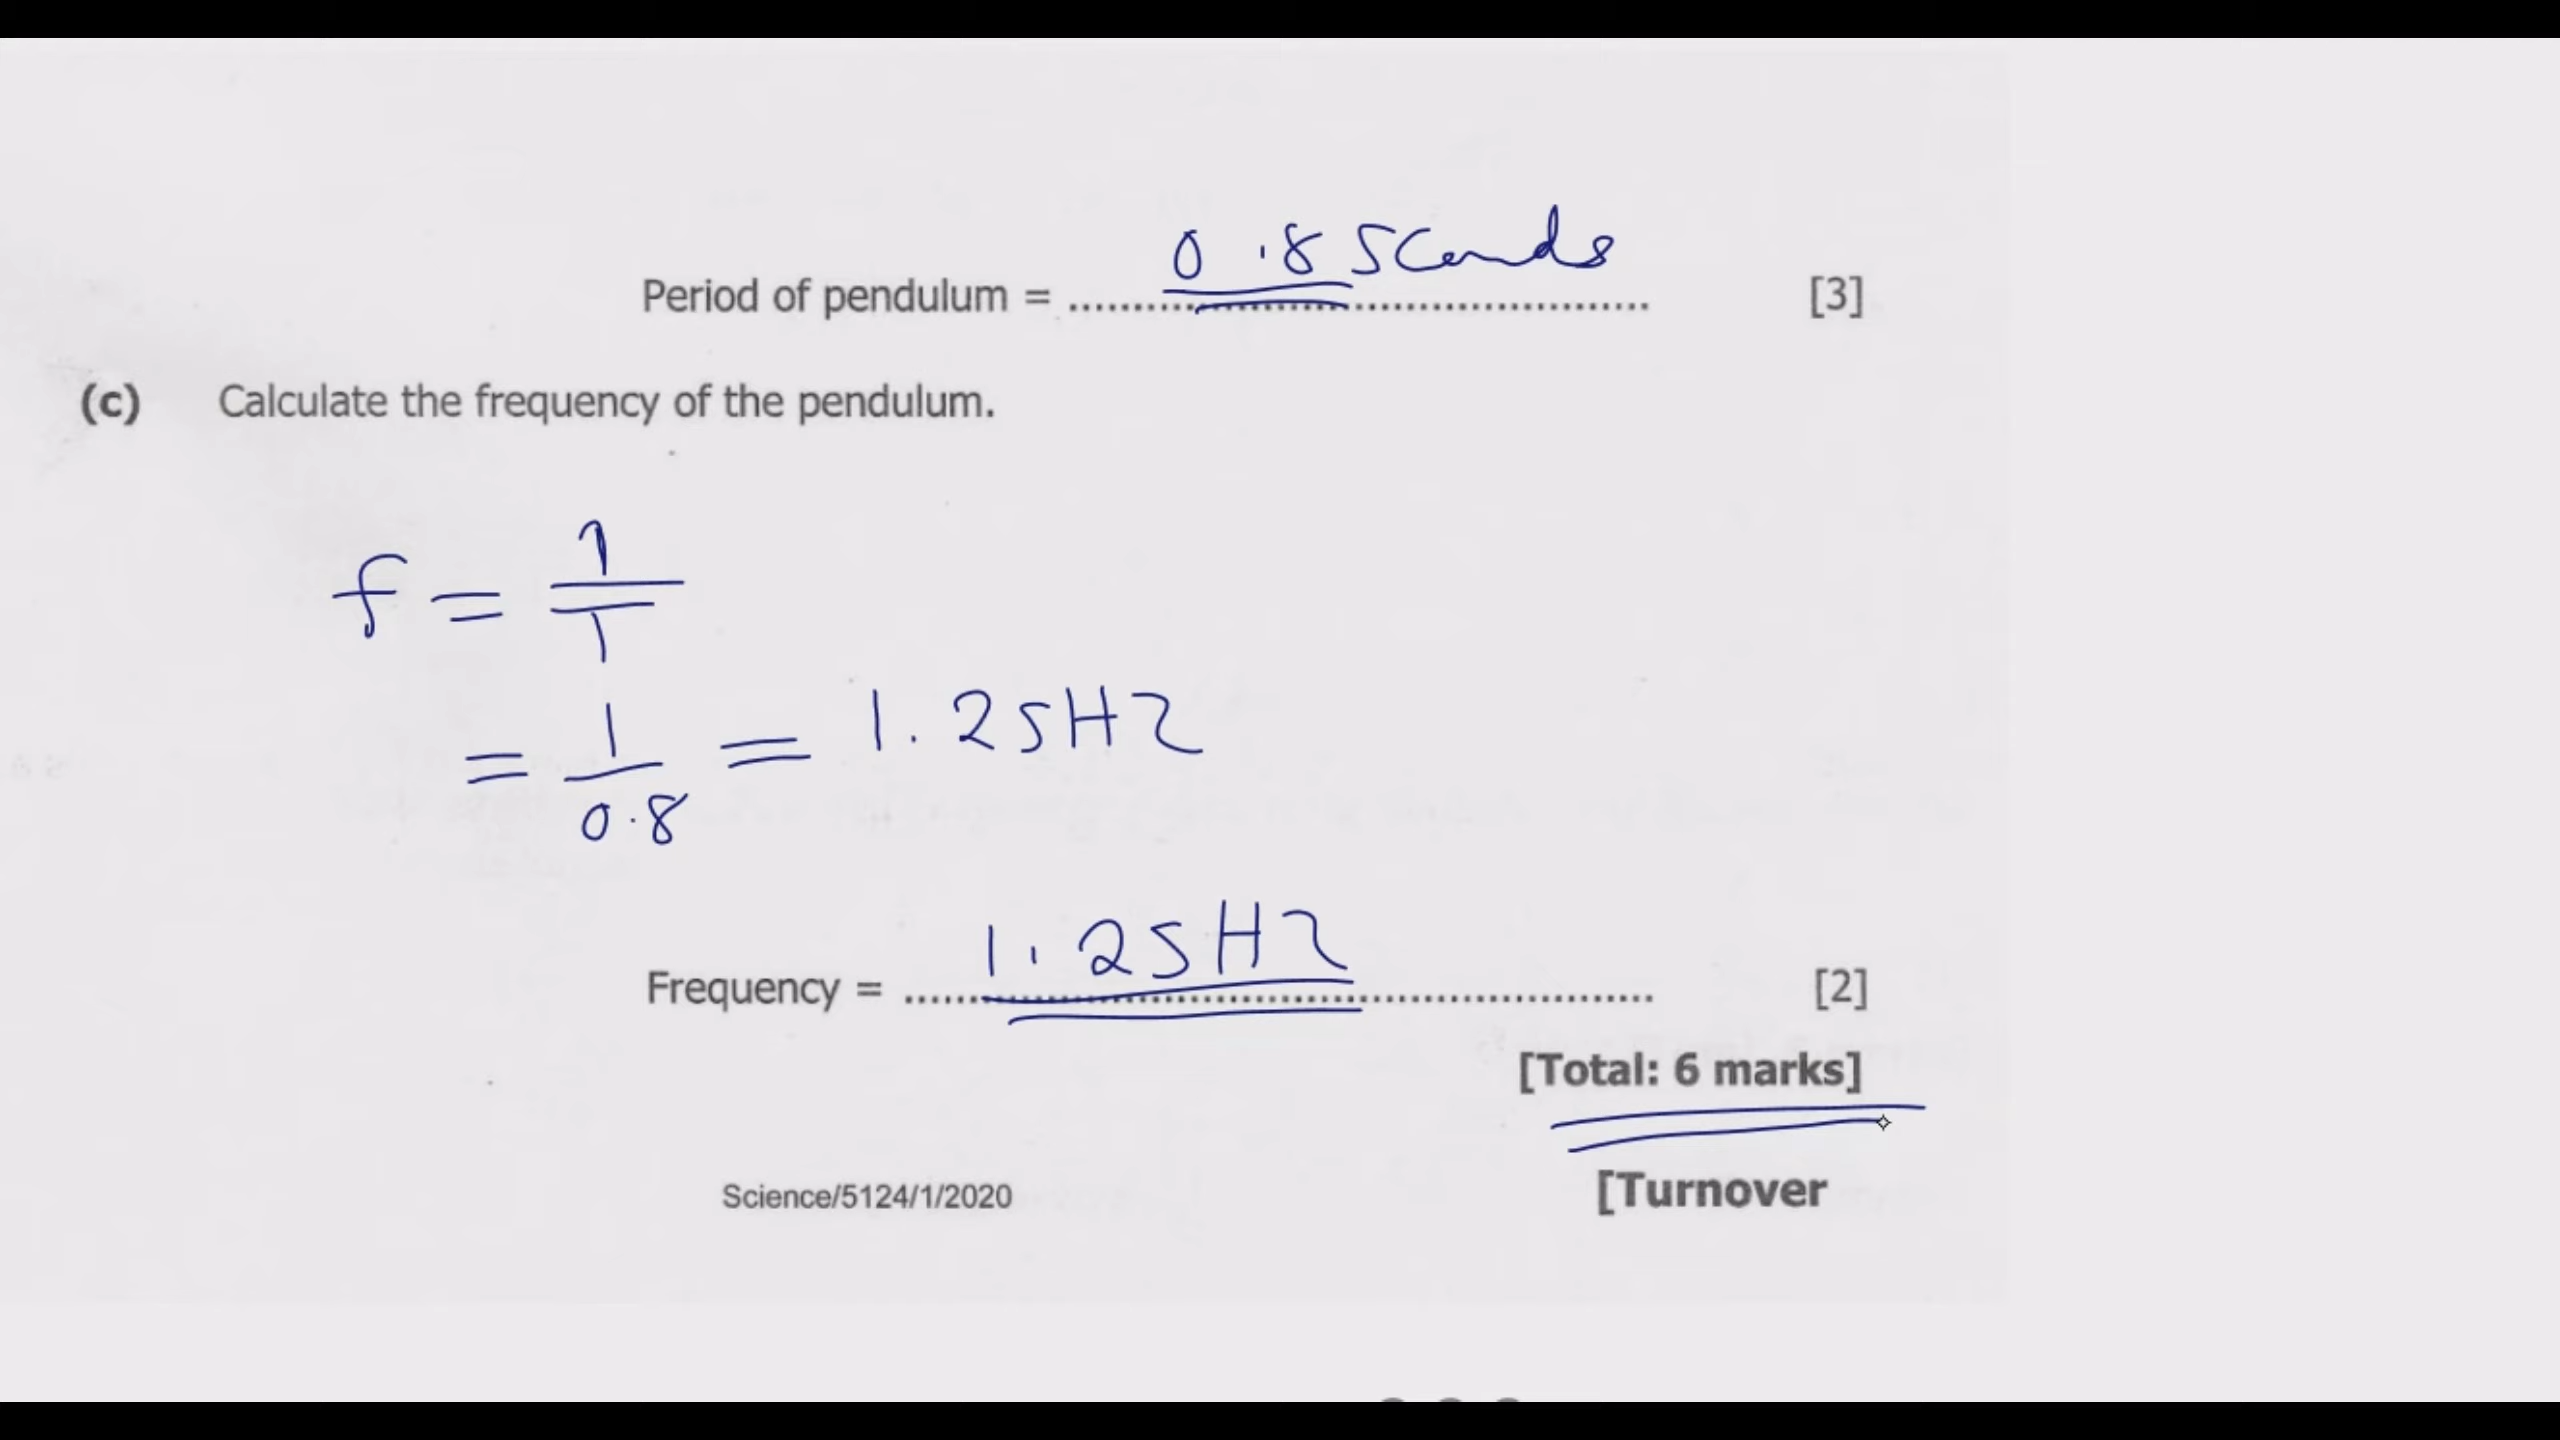 0.8 Sconds
Period of pendulum = .......................................... [3]
(c) Calculate the frequency of the pendulum.
f = 1/T
= 1/0.8 = 1.25HZ
1.25HZ
Frequency = ...................................................... [2]
[Total: 6 marks]
Science/5124/1/2020
[Turnover